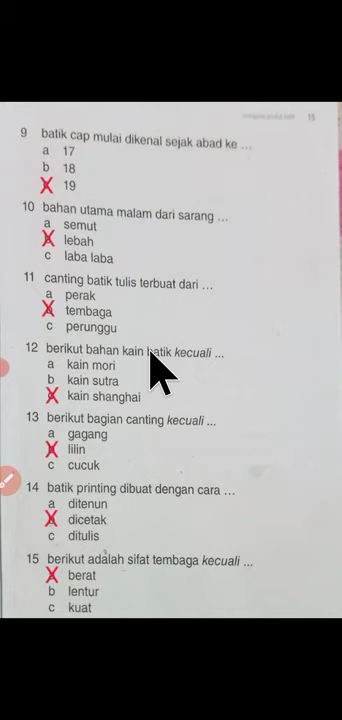 15
9 batik cap mulai dikenal sejak abad ke ...
a 17
b 18
c 19
10 bahan utama malam dari sarang ...
a semut
b lebah
c laba laba
11 canting batik tulis terbuat dari ...
a perak
b tembaga
c perunggu
12 berikut bahan kain batik kecuali ...
a kain mori
b kain sutra
c kain shanghai
13 berikut bagian canting kecuali ...
a gagang
b lilin
c cucuk
14 batik printing dibuat dengan cara ...
a ditenun
b dicetak
c ditulis
15 berikut adalah sifat tembaga kecuali ...
a berat
b lentur
c kuat